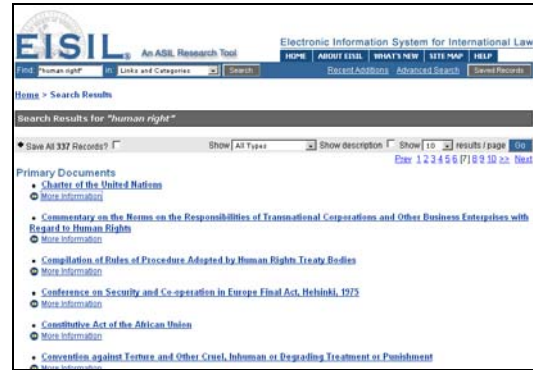 EISIL
An ASIL Research Tool
Electronic Information System for International Law
HOME ABOUT EISIL WHAT'S NEW SITE MAP HELP
Find: "human right" in: Links and Categories Search Recent Additions Advanced Search Saved Records
Home > Search Results
Search Results for "human right"
Save All 337 Records? Show All Types Show description Show 10 results / page Go
Prev 1 2 3 4 5 6 [7] 8 9 10 >> Next
Primary Documents
• Charter of the United Nations
More Information
• Commentary on the Norms on the Responsibilities of Transnational Corporations and Other Business Enterprises with
Regard to Human Rights
More Information
• Compilation of Rules of Procedure Adopted by Human Rights Treaty Bodies
More Information
• Conference on Security and Co-operation in Europe Final Act, Helsinki, 1975
More Information
• Constitutive Act of the African Union
More Information
• Convention against Torture and Other Cruel, Inhuman or Degrading Treatment or Punishment
More Information